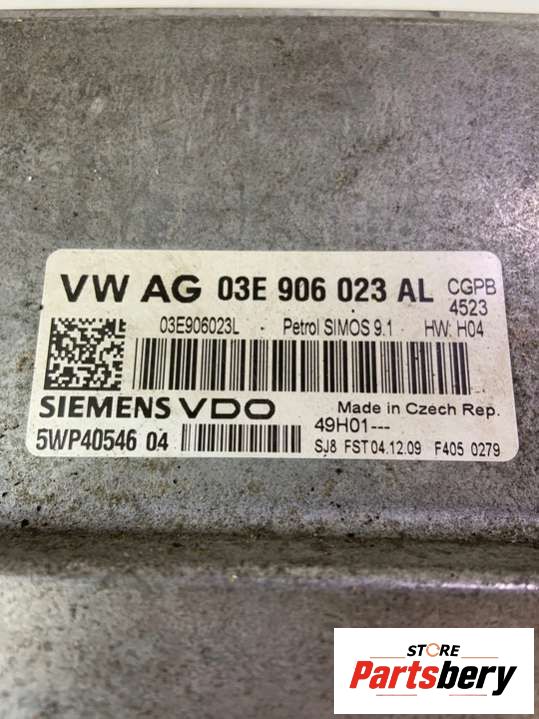 VW AG 03E 906 023 AL CGPB
4523
03E906023L - Petrol SIMOS 9.1 HW: H04
SIEMENS VDO Made in Czech Rep.
49H01---
5WP40546 04 SJ8 FST 04.12.09 F405 0279
STORE
Partsbery